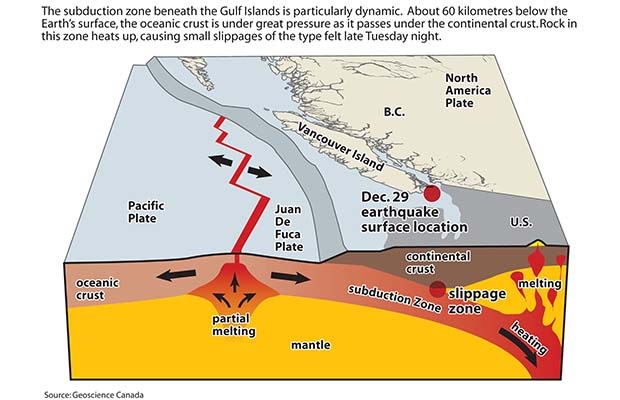 The subduction zone beneath the Gulf Islands is particularly dynamic. About 60 kilometres below the
Earth's surface, the oceanic crust is under great pressure as it passes under the continental crust.Rock in
this zone heats up, causing small slippages of the type felt late Tuesday night.
North
America
Plate
B.C.
Vancouver Island
Dec. 29
earthquake
surface location
Pacific
Plate
Juan
De
Fuca
Plate
U.S.
continental
crust
oceanic
crust
subduction Zone
slippage
zone
melting
partial
melting
heating
mantle
Source: Geoscience Canada